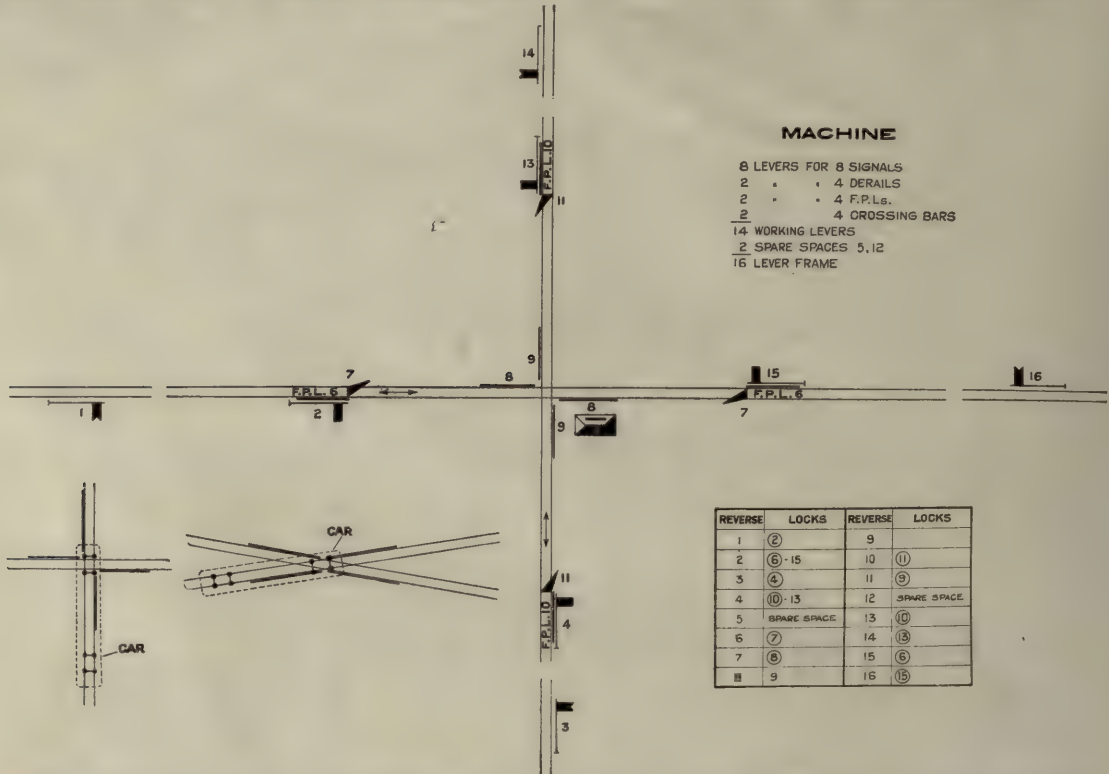 14
MACHINE
8 LEVERS FOR 8 SIGNALS
2 " " 4 DERAILS
2 " " 4 F.P.Ls.
2 4 CROSSING BARS
14 WORKING LEVERS
2 SPARE SPACES 5,12
16 LEVER FRAME
13
F.P.L.10
11
9
7
8
15
16
F.P.L. 6
F.P.L. 6
1
2
8
7
9
CAR
CAR
11
F.P.L.10
4
3
REVERSE LOCKS REVERSE LOCKS
1 ② 9
2 ⑥-15 10 ⑪
3 ④ 11 ⑨
4 ⑩-13 12 SPARE SPACE
5 SPARE SPACE 13 ⑩
6 ⑦ 14 ⑬
7 ⑧ 15 ⑥
9 16 ⑮